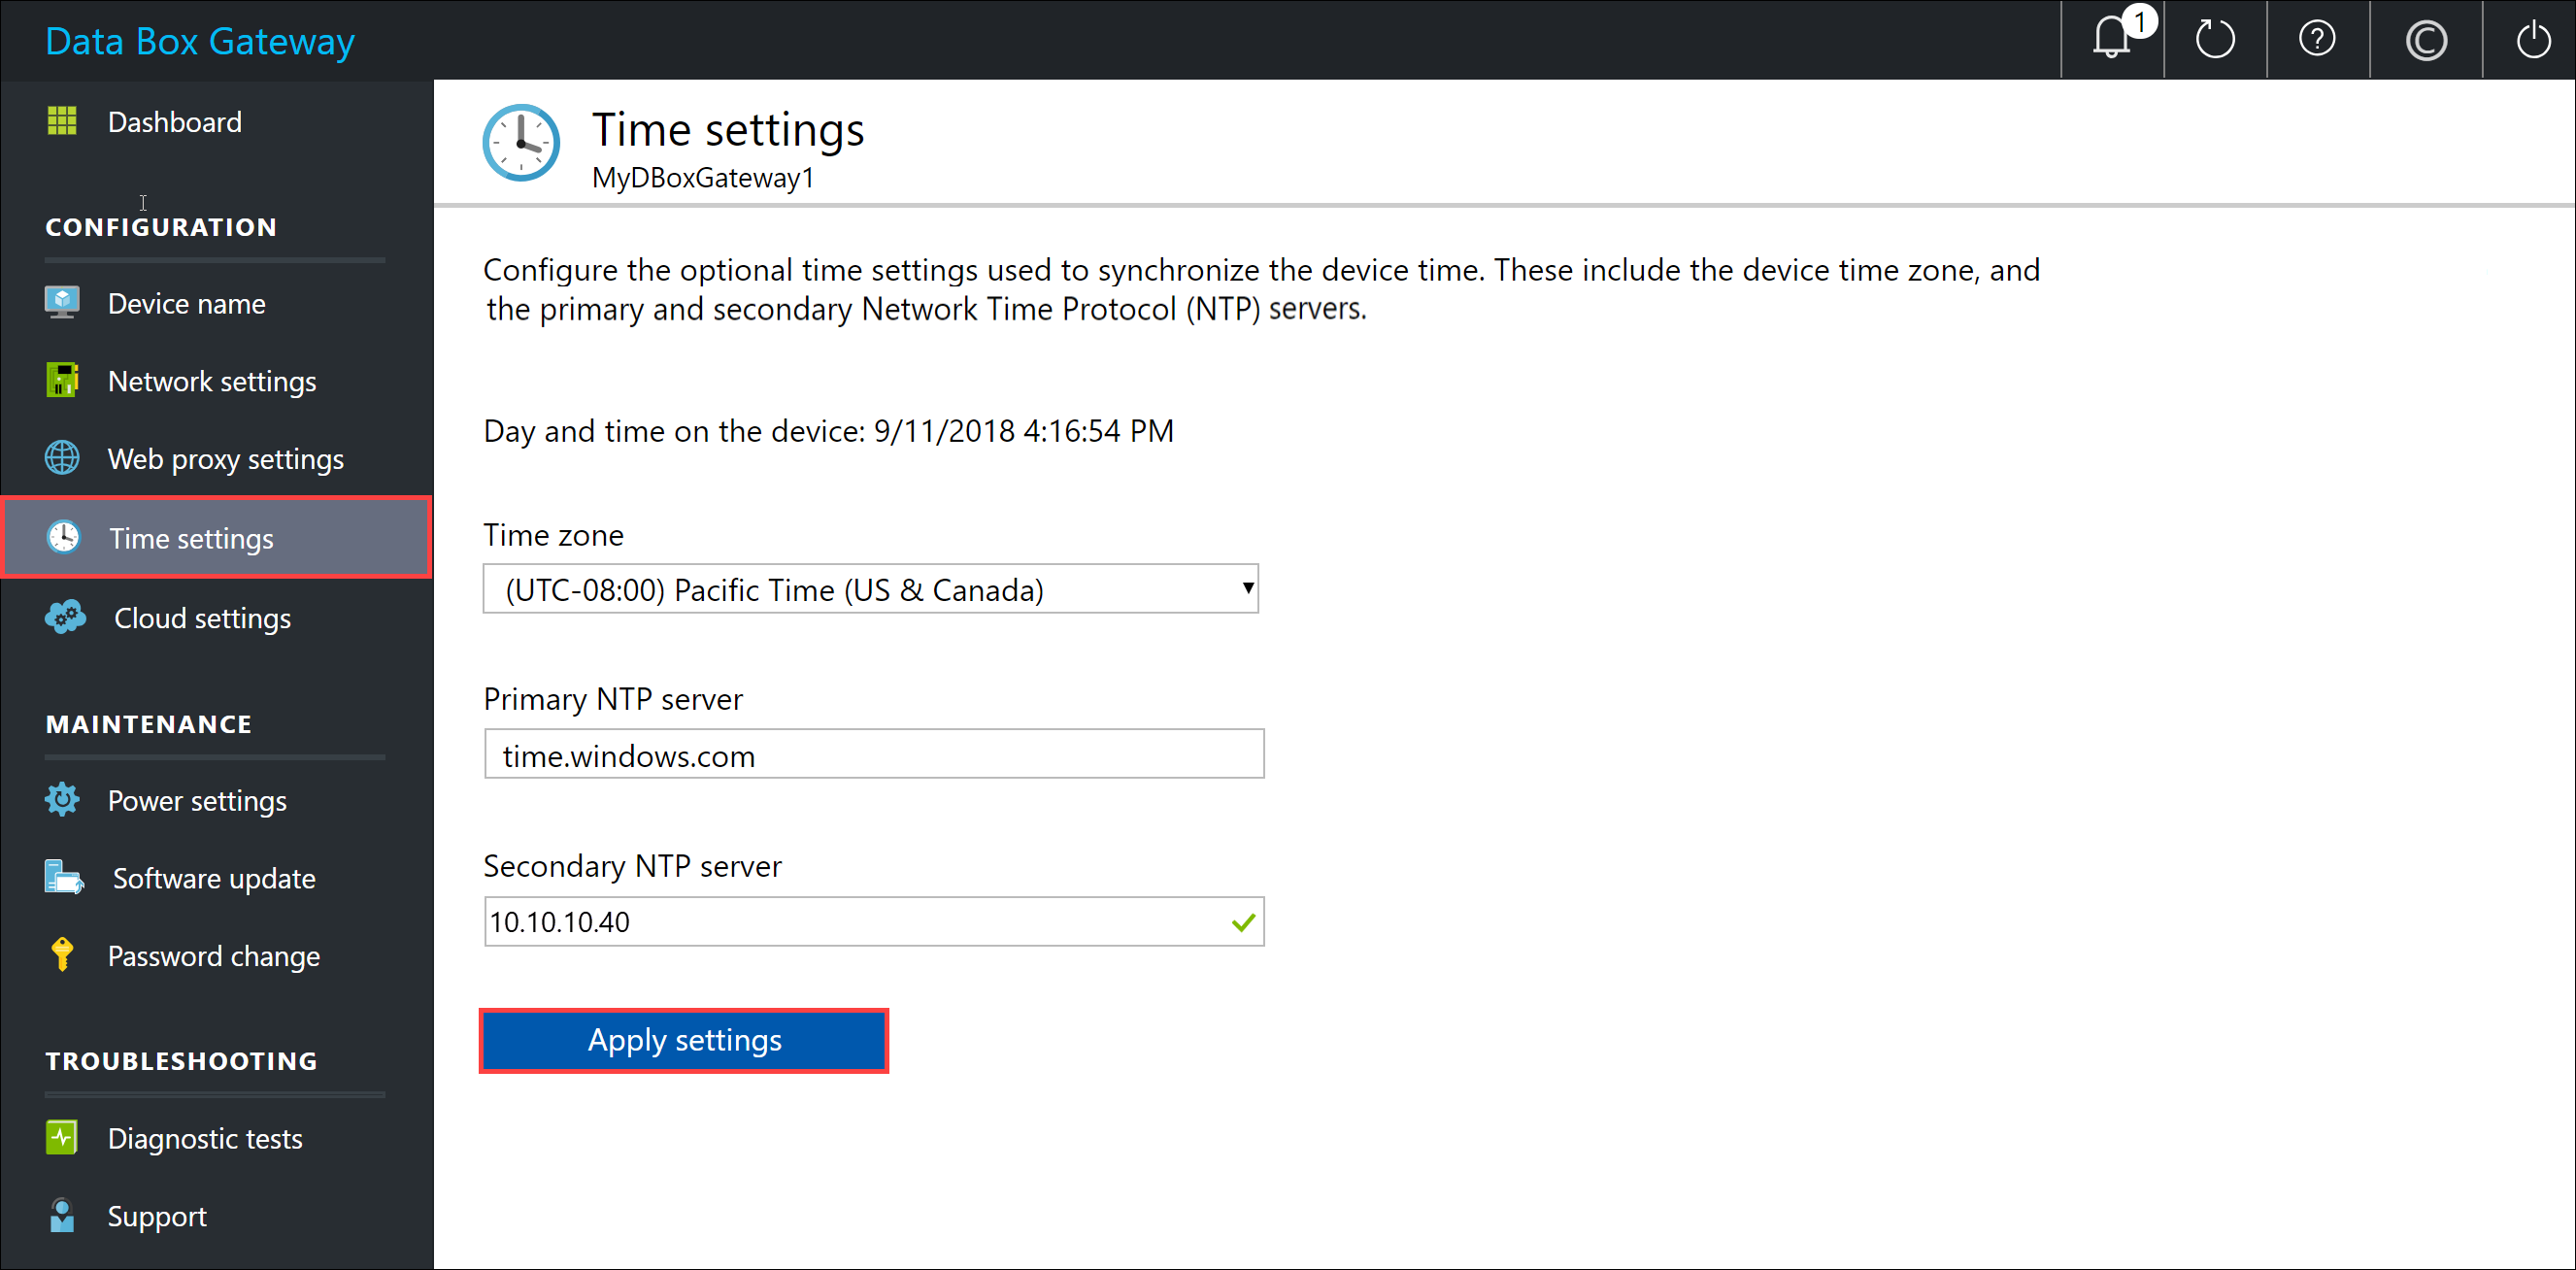 Data Box Gateway
1
?
©
Dashboard
CONFIGURATION
Device name
Network settings
Web proxy settings
Time settings
Cloud settings
MAINTENANCE
Power settings
Software update
Password change
TROUBLESHOOTING
Diagnostic tests
Support
Time settings
MyDBoxGateway1
Configure the optional time settings used to synchronize the device time. These include the device time zone, and
the primary and secondary Network Time Protocol (NTP) servers.
Day and time on the device: 9/11/2018 4:16:54 PM
Time zone
(UTC-08:00) Pacific Time (US & Canada)
Primary NTP server
time.windows.com
Secondary NTP server
10.10.10.40
Apply settings